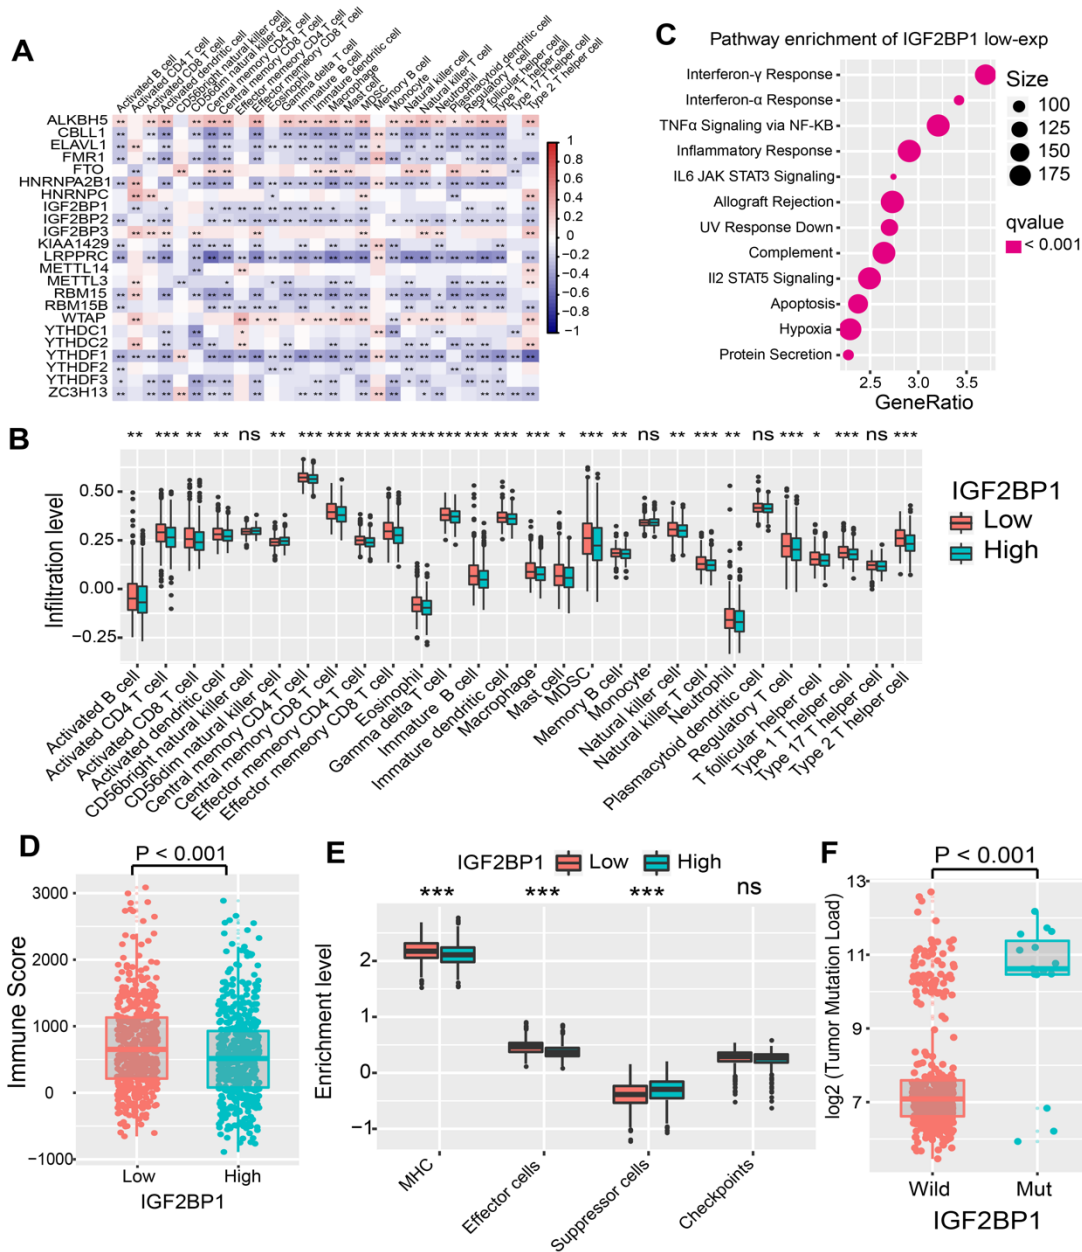 A
Activated B cell
Activated CD4 T cell
Activated CD8 T cell
Activated dendritic cell
CD56bright natural killer cell
CD56dim natural killer cell
Central memory CD4 T cell
Central memory CD8 T cell
Effector memeory CD4 T cell
Effector memeory CD8 T cell
Eosinophil
Gamma delta T cell
Immature B cell
Immature dendritic cell
Macrophage
Mast cell
MDSC
Memory B cell
Monocyte
Natural killer cell
Natural killer T cell
Neutrophil
Plasmacytoid dendritic cell
Regulatory T cell
T follicular helper cell
Type 1 T helper cell
Type 17 T helper cell
Type 2 T helper cell
ALKBH5
CBLL1
ELAVL1
FMR1
FTO
HNRNPA2B1
HNRNPC
IGF2BP1
IGF2BP2
IGF2BP3
KIAA1429
LRPPRC
METTL14
METTL3
RBM15
RBM15B
WTAP
YTHDC1
YTHDC2
YTHDF1
YTHDF2
YTHDF3
ZC3H13
1
0.8
0.6
0.4
0.2
0
−0.2
−0.4
−0.6
−0.8
−1
C
Pathway enrichment of IGF2BP1 low-exp
Interferon-γ Response
Interferon-α Response
TNFα Signaling via NF-KB
Inflammatory Response
IL6 JAK STAT3 Signaling
Allograft Rejection
UV Response Down
Complement
Il2 STAT5 Signaling
Apoptosis
Hypoxia
Protein Secretion
2.5 3.0 3.5
GeneRatio
Size
100
125
150
175
qvalue
< 0.001
B
** *** ** ** ns ** *** *** *** *** *** *** *** *** *** * *** ** ns ** *** ** ns *** * *** ns ***
Infiltration level
0.50
0.25
0.00
−0.25
Activated B cell
Activated CD4 T cell
Activated CD8 T cell
Activated dendritic cell
CD56bright natural killer cell
CD56dim natural killer cell
Central memory CD4 T cell
Central memory CD8 T cell
Effector memeory CD4 T cell
Effector memeory CD8 T cell
Eosinophil
Gamma delta T cell
Immature B cell
Immature dendritic cell
Macrophage
Mast cell
MDSC
Memory B cell
Monocyte
Natural killer cell
Natural killer T cell
Neutrophil
Plasmacytoid dendritic cell
Regulatory T cell
T follicular helper cell
Type 1 T helper cell
Type 17 T helper cell
Type 2 T helper cell
IGF2BP1
Low
High
D
P < 0.001
Immune Score
3000
2000
1000
0
−1000
Low High
IGF2BP1
E
IGF2BP1 Low High
*** *** *** ns
Enrichment level
2
1
0
−1
MHC
Effector cells
Suppressor cells
Checkpoints
F
P < 0.001
log2 (Tumor Mutation Load)
13
11
9
7
Wild Mut
IGF2BP1